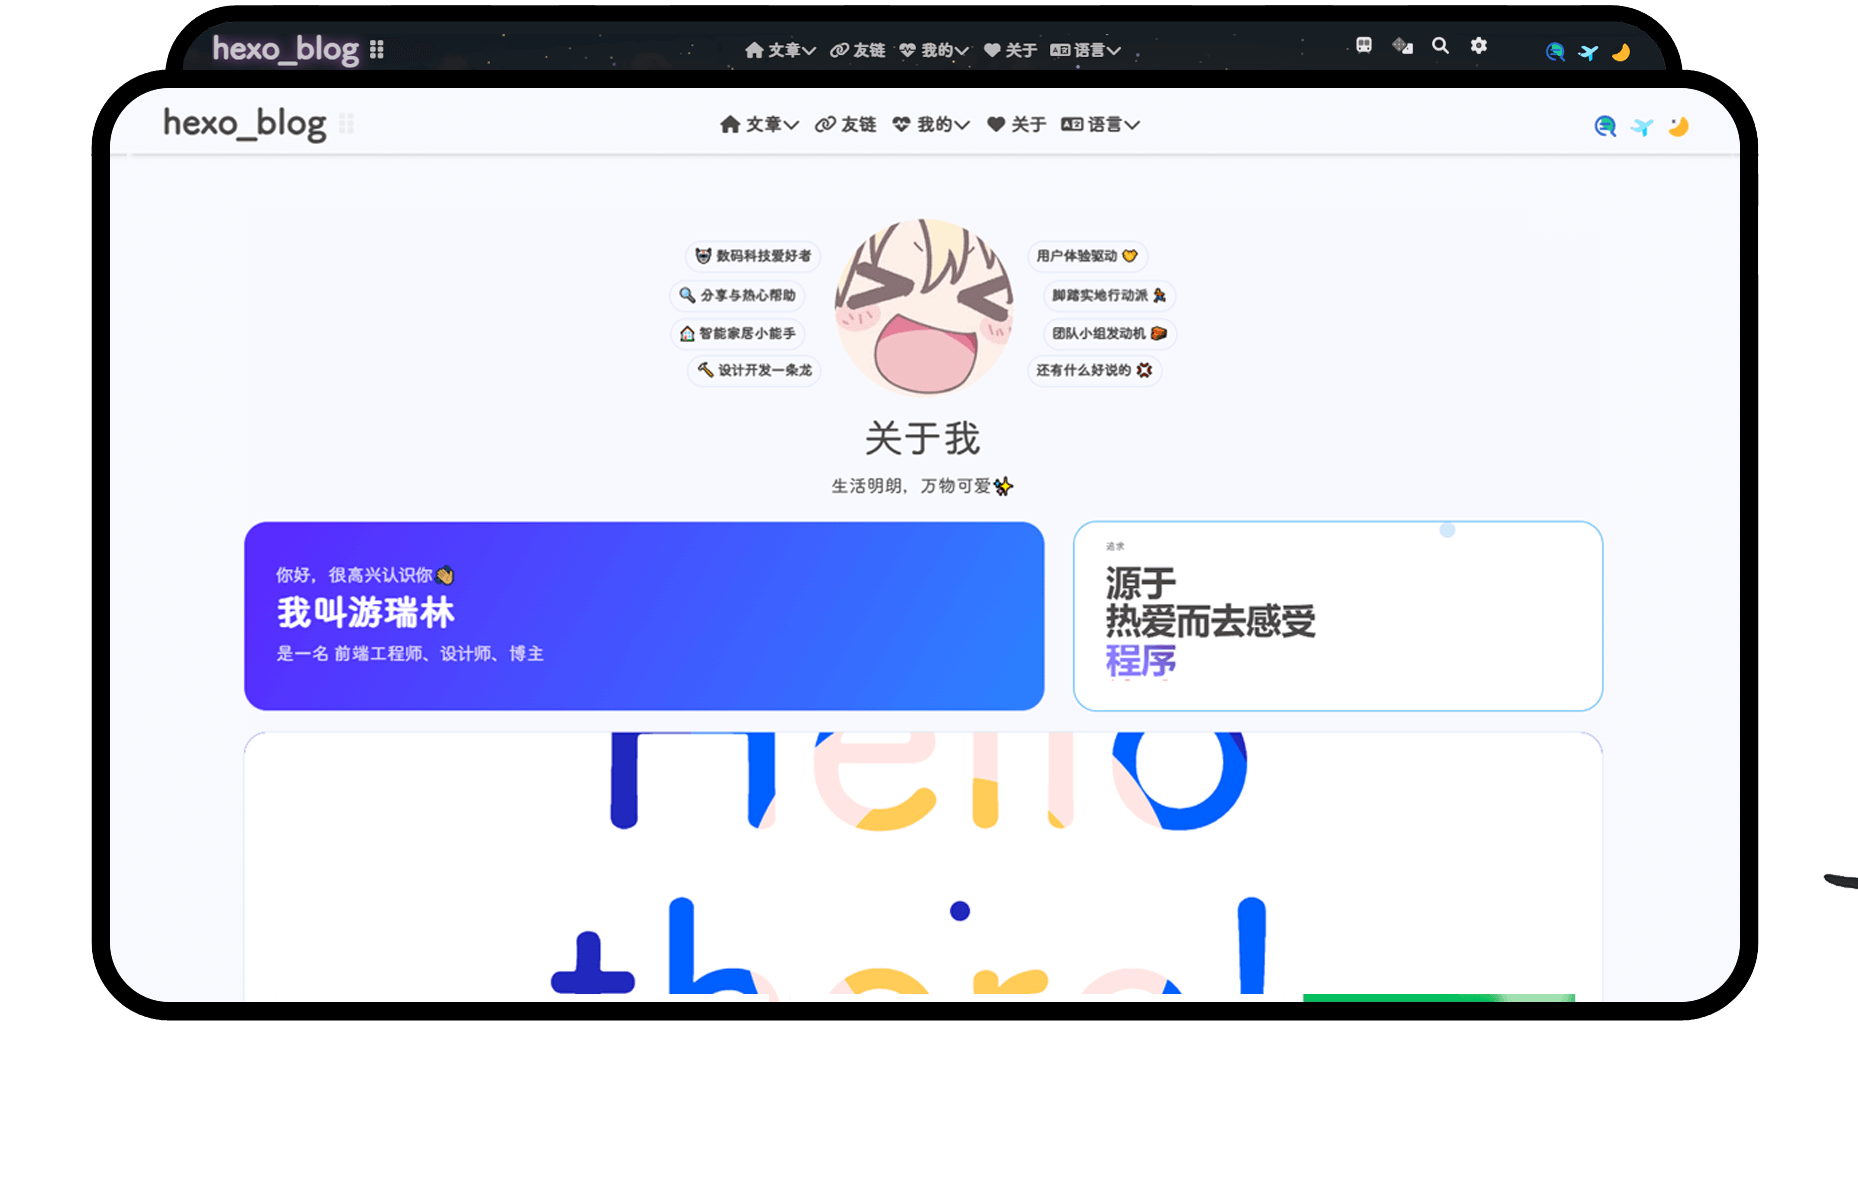 hexo_blog
文章 友链 我的 关于 语言
hexo_blog
文章 友链 我的 关于 语言
数码科技爱好者
分享与热心帮助
智能家居小能手
设计开发一条龙
用户体验驱动
脚踏实地行动派
团队小组发动机
还有什么好说的
关于我
生活明朗，万物可爱✨
你好，很高兴认识你👋
我叫游瑞林
是一名 前端工程师、设计师、博主
追求
源于
热爱而去感受
程序
Hello
there!